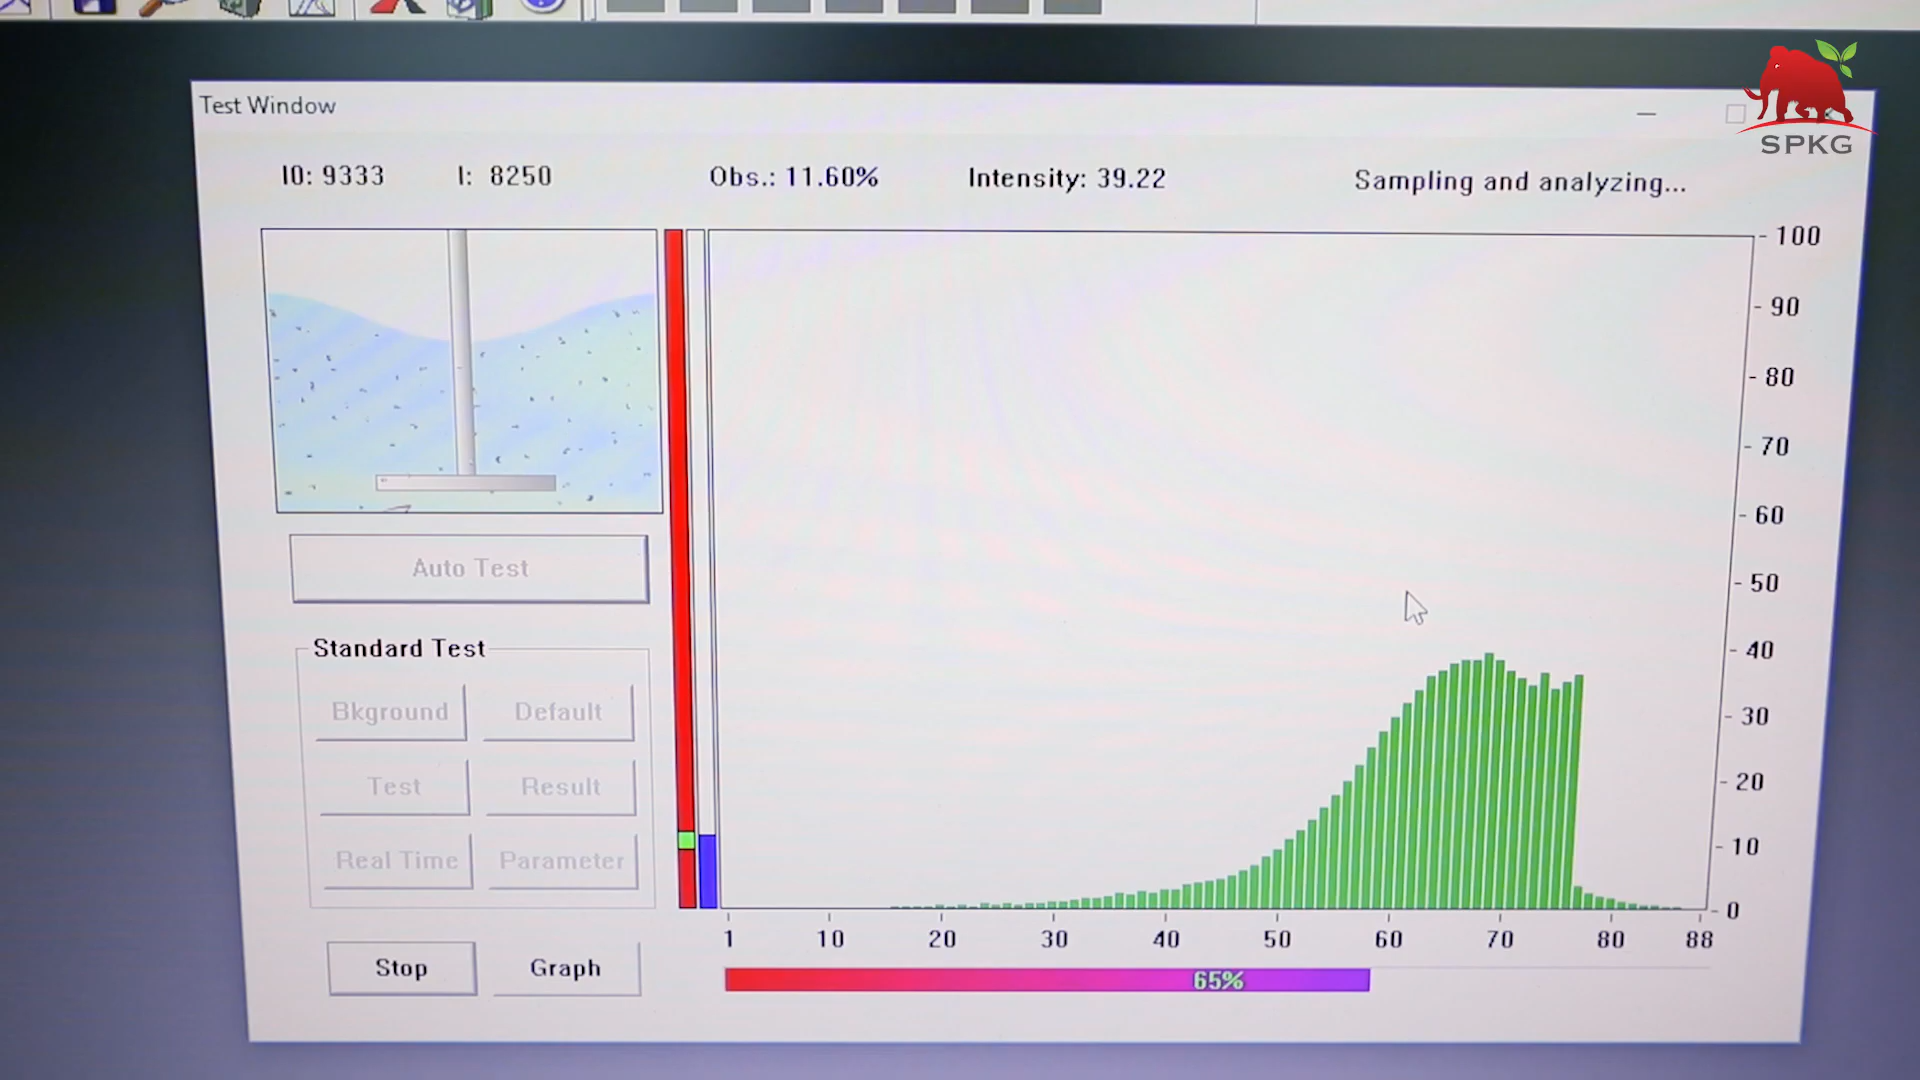 SPKG
Test Window
I0: 9333 I: 8250 Obs.: 11.60% Intensity: 39.22 Sampling and analyzing...
100
90
80
70
60
50
40
30
20
10
0
1 10 20 30 40 50 60 70 80 88
65%
Auto Test
Standard Test
Bkground Default
Test Result
Real Time Parameter
Stop Graph